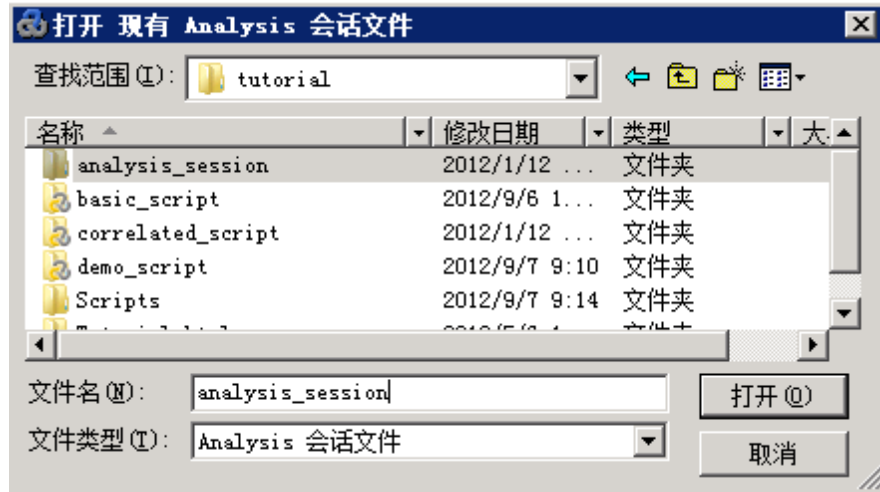 打开 现有 Analysis 会话文件
查找范围(I): tutorial
名称 修改日期 类型 大
analysis_session 2012/1/12 ... 文件夹
basic_script 2012/9/6 1... 文件夹
correlated_script 2012/1/12 ... 文件夹
demo_script 2012/9/7 9:10 文件夹
Scripts 2012/9/7 9:14 文件夹
文件名(N): analysis_session 打开(O)
文件类型(T): Analysis 会话文件 取消